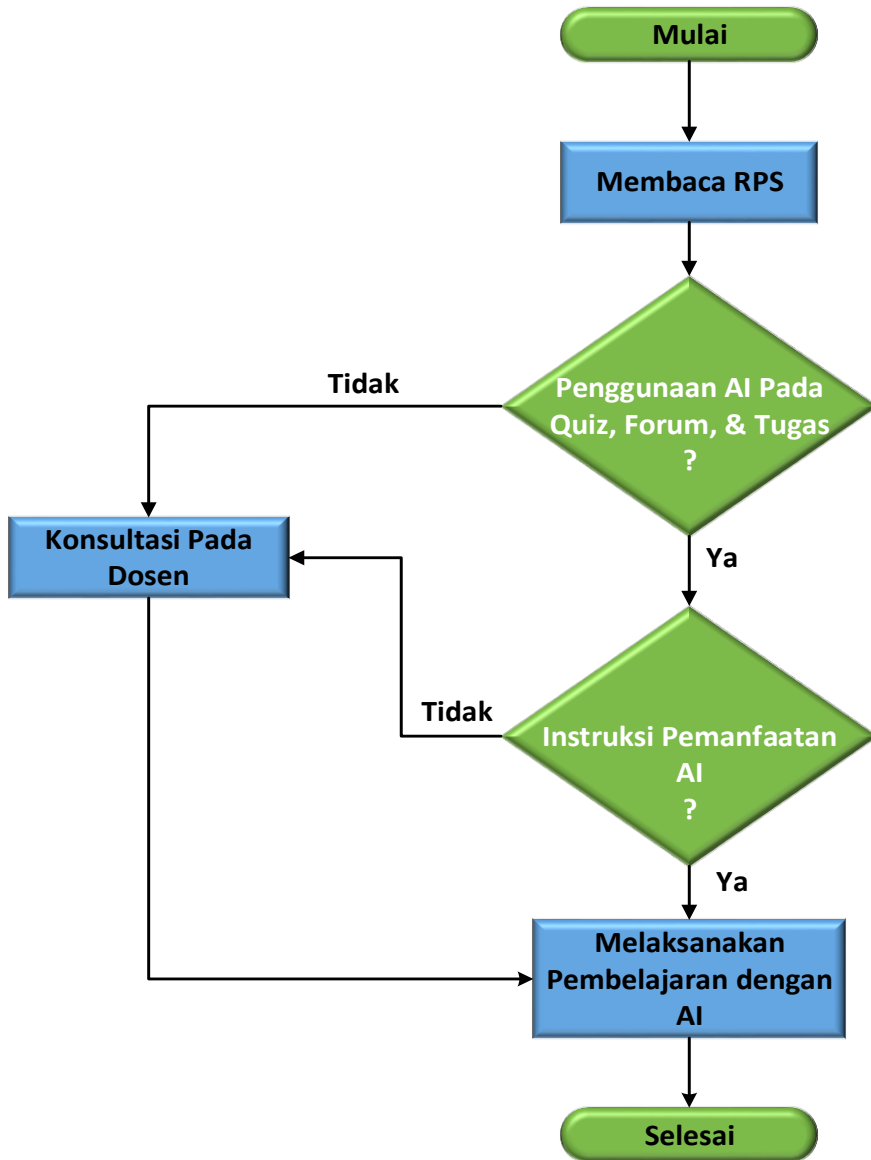 Mulai
Membaca RPS
Penggunaan AI Pada
Quiz, Forum, & Tugas
?
Tidak
Konsultasi Pada
Dosen
Ya
Instruksi Pemanfaatan
AI
?
Tidak
Ya
Melaksanakan
Pembelajaran dengan
AI
Selesai